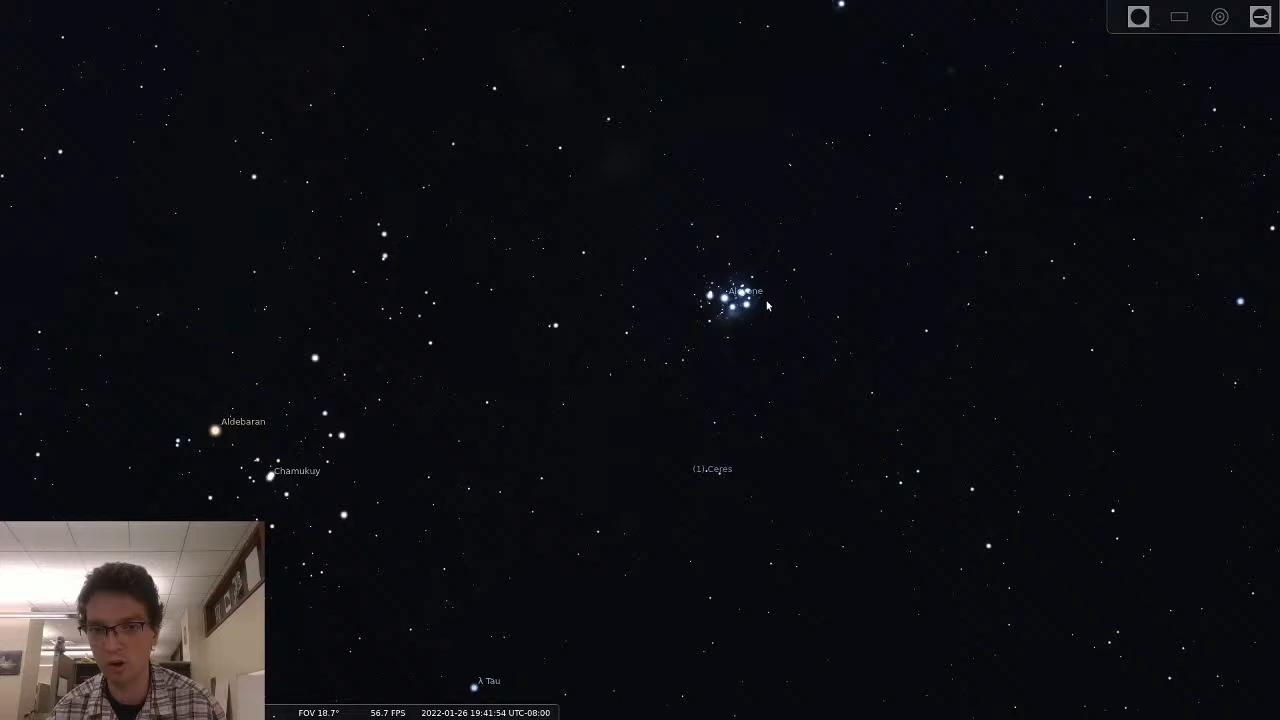 Alcyone
Aldebaran
Chamukuy
(1) Ceres
λ Tau
FOV 18.7° 56.7 FPS 2022-01-26 19:41:54 UTC-08:00